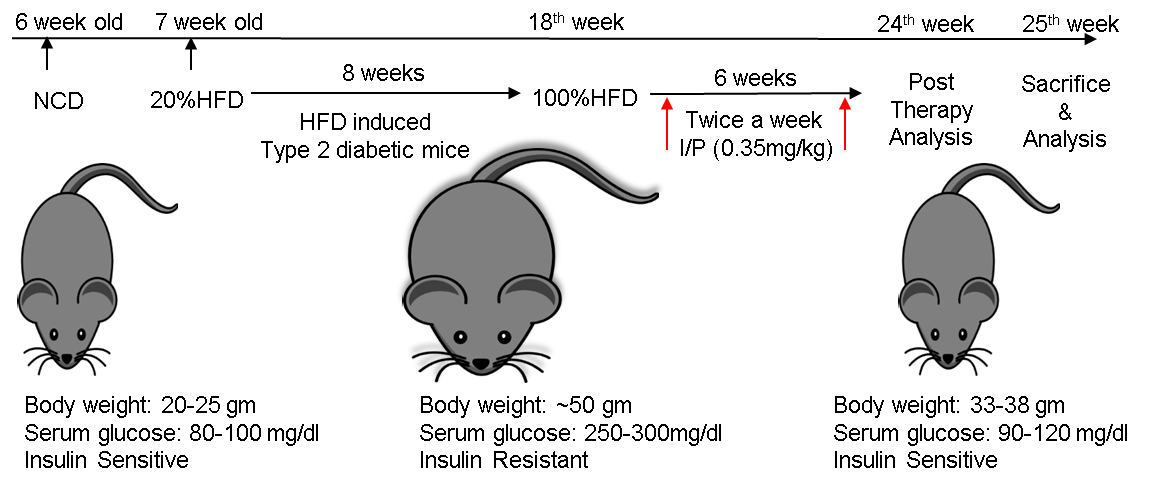 6 week old
7 week old
18th week
24th week
25th week
NCD
20%HFD
8 weeks
HFD induced
Type 2 diabetic mice
100%HFD
6 weeks
Twice a week
I/P (0.35mg/kg)
Post
Therapy
Analysis
Sacrifice
&
Analysis
Body weight: 20-25 gm
Serum glucose: 80-100 mg/dl
Insulin Sensitive
Body weight: ~50 gm
Serum glucose: 250-300mg/dl
Insulin Resistant
Body weight: 33-38 gm
Serum glucose: 90-120 mg/dl
Insulin Sensitive